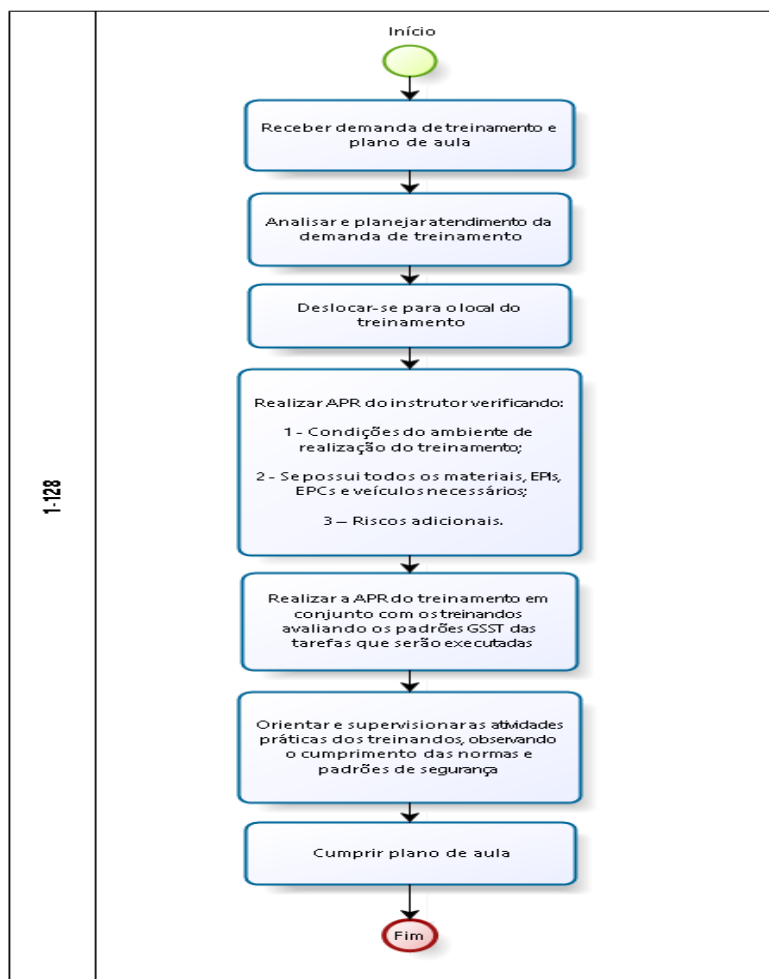 Início
Receber demanda de treinamento e
plano de aula
Analisar e planejar atendimento da
demanda de treinamento
Deslocar-se para o local do
treinamento
Realizar APR do instrutor verificando:
1 - Condições do ambiente de
realização do treinamento;
2 - Se possui todos os materiais, EPIs,
EPCs e veículos necessários;
3 – Riscos adicionais.
1-128
Realizar a APR do treinamento em
conjunto com os treinandos
avaliando os padrões GSST das
tarefas que serão executadas
Orientar e supervisionar as atividades
práticas dos treinandos, observando
o cumprimento das normas e
padrões de segurança
Cumprir plano de aula
Fim